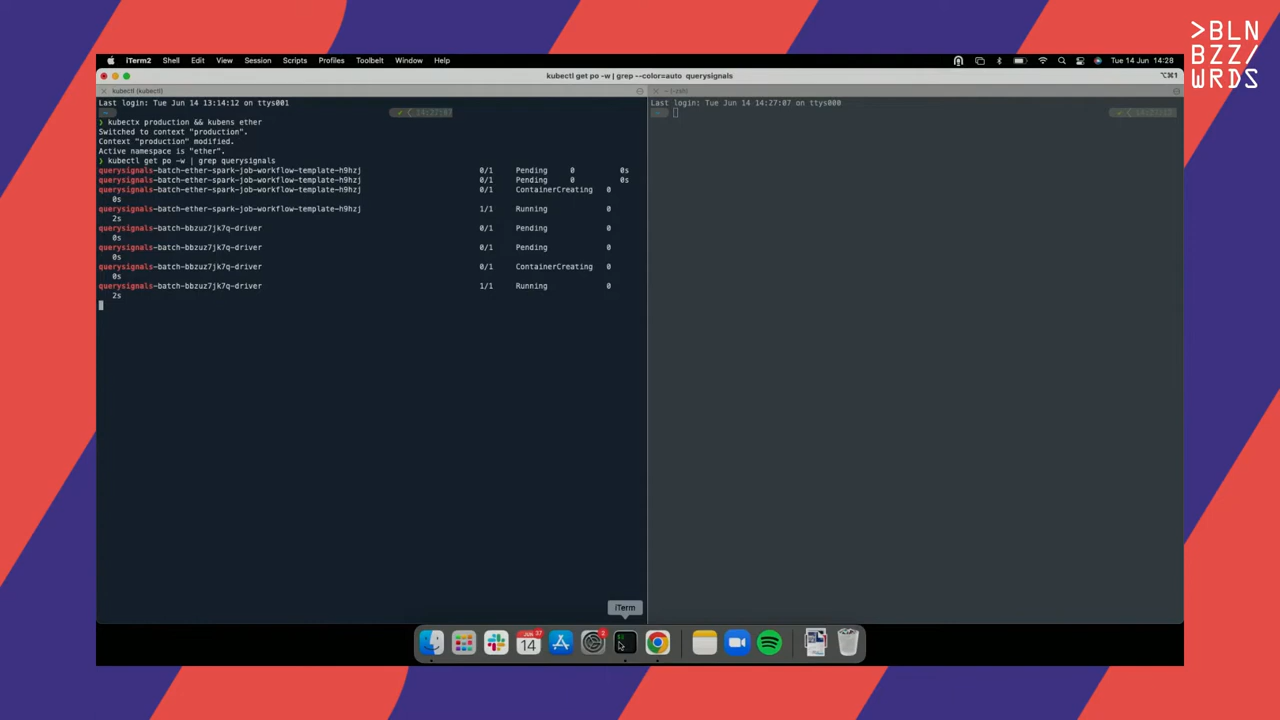 >BLN
BZZ/
WRDS
iTerm2 Shell Edit View Session Scripts Profiles Toolbelt Window Help
Tue 14 Jun 14:28
kubectl get po -w | grep --color=auto querysignals
⌥⌘1
kubectl (kubectl)
~ (-zsh)
Last login: Tue Jun 14 13:14:12 on ttys001
~
❯ kubectx production && kubens ether
Switched to context "production".
Context "production" modified.
Active namespace is "ether".
❯ kubectl get po -w | grep querysignals
querysignals-batch-ether-spark-job-workflow-template-h9hzj 0/1 Pending 0 0s
querysignals-batch-ether-spark-job-workflow-template-h9hzj 0/1 Pending 0 0s
querysignals-batch-ether-spark-job-workflow-template-h9hzj 0/1 ContainerCreating 0
0s
querysignals-batch-ether-spark-job-workflow-template-h9hzj 1/1 Running 0
2s
querysignals-batch-bbzuz7jk7q-driver 0/1 Pending 0
0s
querysignals-batch-bbzuz7jk7q-driver 0/1 Pending 0
0s
querysignals-batch-bbzuz7jk7q-driver 0/1 ContainerCreating 0
0s
querysignals-batch-bbzuz7jk7q-driver 1/1 Running 0
2s
Last login: Tue Jun 14 14:27:07 on ttys000
~
iTerm
JUN
14
37
2